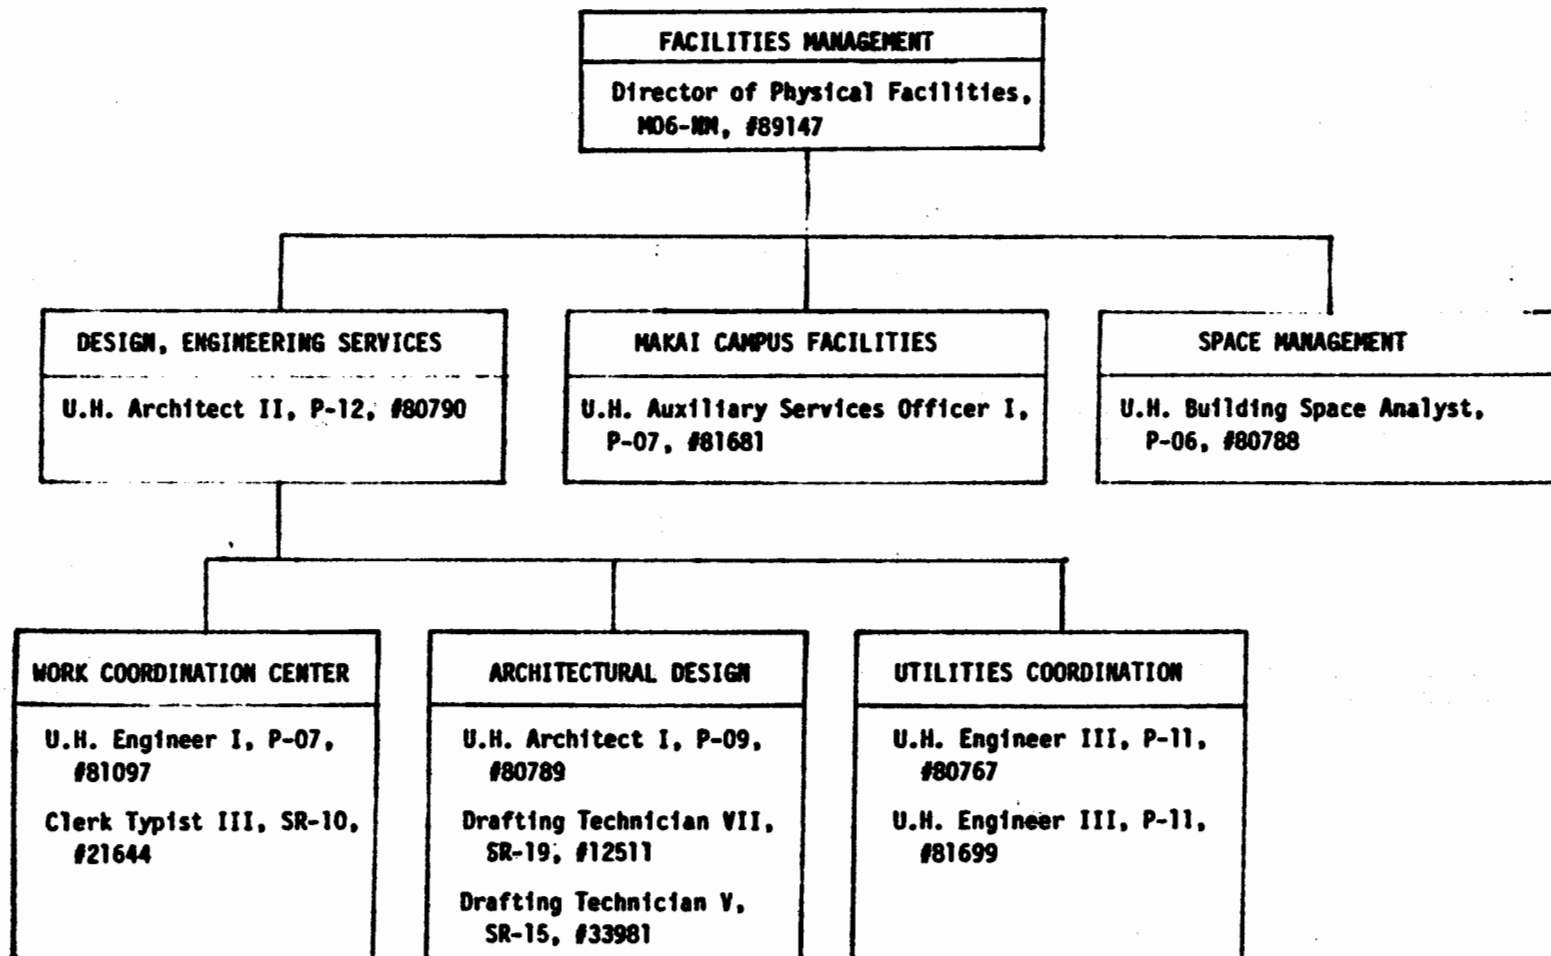 FACILITIES MANAGEMENT
Director of Physical Facilities,
M06-NM, #89147
DESIGN, ENGINEERING SERVICES
U.H. Architect II, P-12, #80790
MAKAI CAMPUS FACILITIES
U.H. Auxiliary Services Officer I,
P-07, #81681
SPACE MANAGEMENT
U.H. Building Space Analyst,
P-06, #80788
WORK COORDINATION CENTER
U.H. Engineer I, P-07,
#81097
Clerk Typist III, SR-10,
#21644
ARCHITECTURAL DESIGN
U.H. Architect I, P-09,
#80789
Drafting Technician VII,
SR-19, #12511
Drafting Technician V,
SR-15, #33981
UTILITIES COORDINATION
U.H. Engineer III, P-11,
#80767
U.H. Engineer III, P-11,
#81699